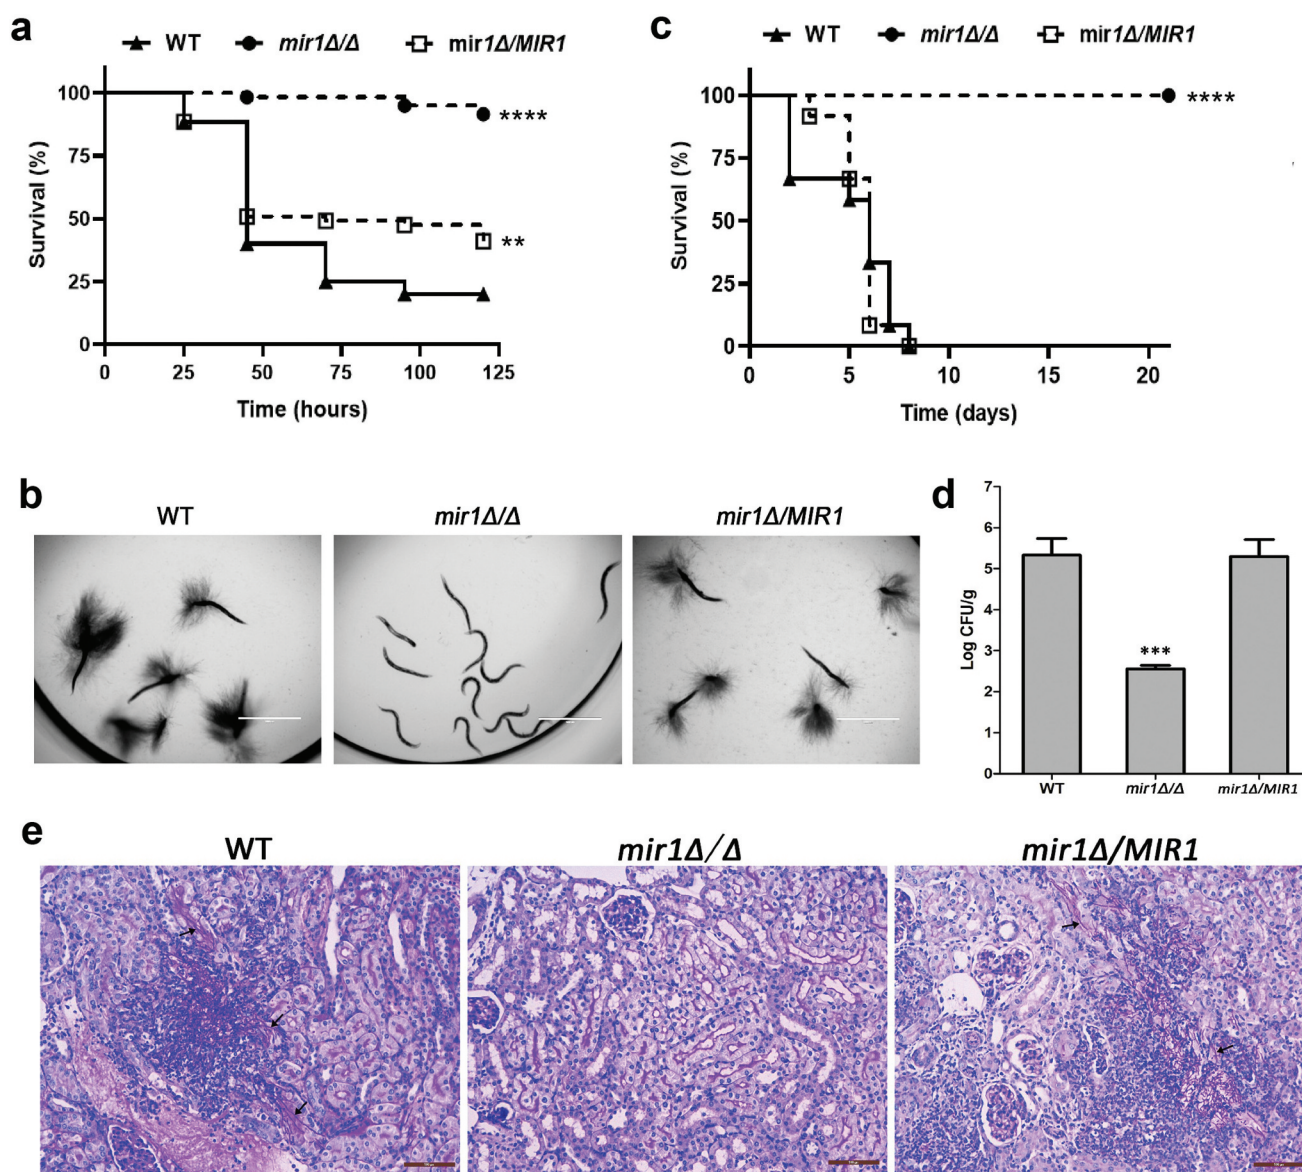 a
WT mir1Δ/Δ mir1Δ/MIR1
100
75
50
25
0
Survival (%)
0 25 50 75 100 125
Time (hours)
****
**
c
WT mir1Δ/Δ mir1Δ/MIR1
100
75
50
25
0
Survival (%)
0 5 10 15 20
Time (days)
****
b
WT mir1Δ/Δ mir1Δ/MIR1
d
7
6
5
4
3
2
1
0
Log CFU/g
***
WT mir1Δ/Δ mir1Δ/MIR1
e
WT mir1Δ/Δ mir1Δ/MIR1